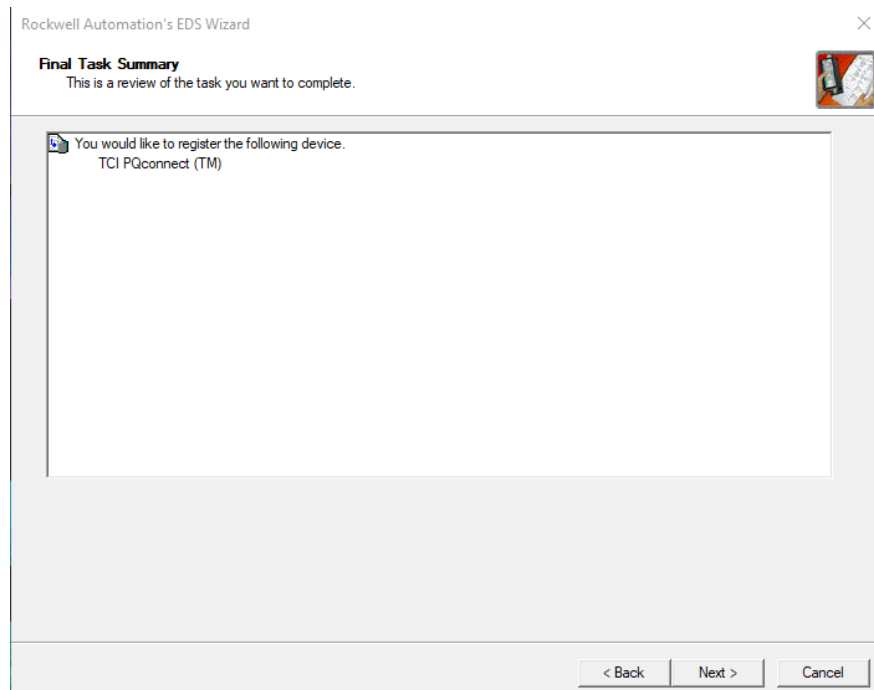 Rockwell Automation's EDS Wizard
Final Task Summary
This is a review of the task you want to complete.
You would like to register the following device.
TCI PQconnect (TM)
< Back Next > Cancel